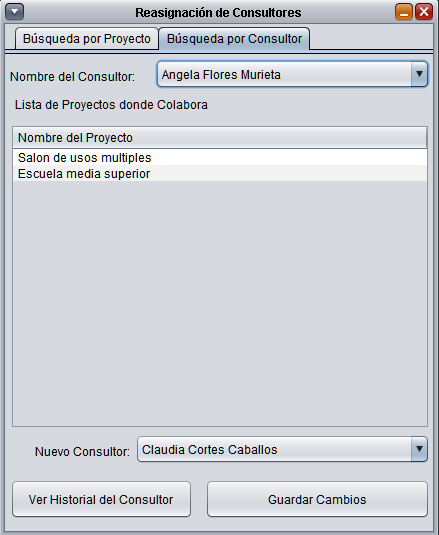 Reasignación de Consultores
Búsqueda por Proyecto Búsqueda por Consultor
Nombre del Consultor: Angela Flores Murieta
Lista de Proyectos donde Colabora
Nombre del Proyecto
Salon de usos multiples
Escuela media superior
Nuevo Consultor: Claudia Cortes Caballos
Ver Historial del Consultor Guardar Cambios